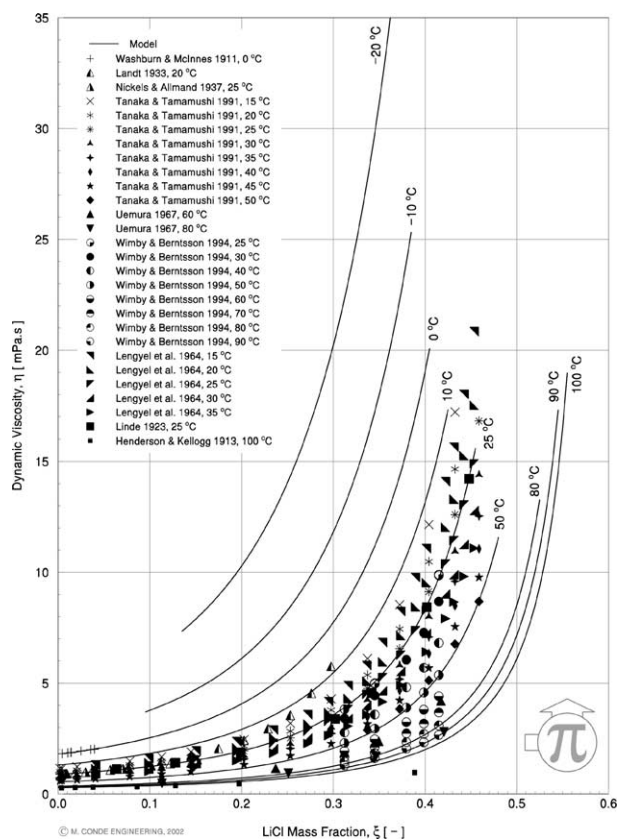 35
30
25
20
15
10
5
0
Dynamic Viscosity, η [ mPa.s ]
Model
Washburn & McInnes 1911, 0 °C
Landt 1933, 20 °C
Nickels & Allmand 1937, 25 °C
Tanaka & Tamamushi 1991, 15 °C
Tanaka & Tamamushi 1991, 20 °C
Tanaka & Tamamushi 1991, 25 °C
Tanaka & Tamamushi 1991, 30 °C
Tanaka & Tamamushi 1991, 35 °C
Tanaka & Tamamushi 1991, 40 °C
Tanaka & Tamamushi 1991, 45 °C
Tanaka & Tamamushi 1991, 50 °C
Uemura 1967, 60 °C
Uemura 1967, 80 °C
Wimby & Berntsson 1994, 25 °C
Wimby & Berntsson 1994, 30 °C
Wimby & Berntsson 1994, 40 °C
Wimby & Berntsson 1994, 50 °C
Wimby & Berntsson 1994, 60 °C
Wimby & Berntsson 1994, 70 °C
Wimby & Berntsson 1994, 80 °C
Wimby & Berntsson 1994, 90 °C
Lengyel et al. 1964, 15 °C
Lengyel et al. 1964, 20 °C
Lengyel et al. 1964, 25 °C
Lengyel et al. 1964, 30 °C
Lengyel et al. 1964, 35 °C
Linde 1923, 25 °C
Henderson & Kellogg 1913, 100 °C
−20 °C
−10 °C
0 °C
10 °C
25 °C
50 °C
80 °C
90 °C
100 °C
π
0.0
0.1
0.2
0.3
0.4
0.5
0.6
© M. CONDE ENGINEERING, 2002
LiCl Mass Fraction, ξ [ − ]